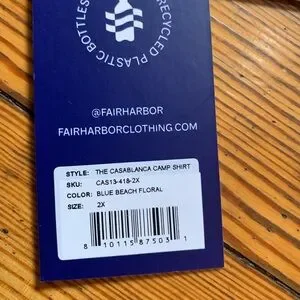 RECYCLED PLASTIC BOTTLES
@FAIRHARBOR
FAIRHARBORCLOTHING.COM
STYLE: THE CASABLANCA CAMP SHIRT
SKU: CAS13-418-2X
COLOR: BLUE BEACH FLORAL
SIZE: 2X
8 10115 87503 1